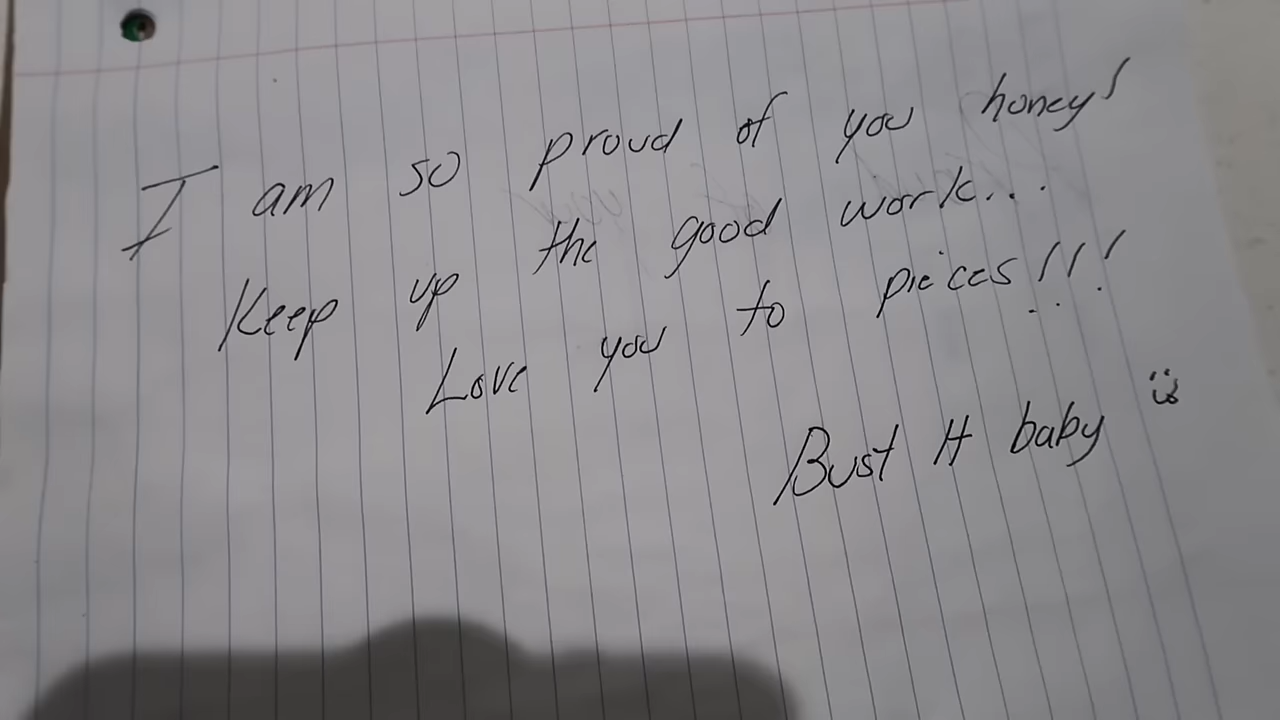 I am so proud of you honey!
Keep up the good work...
Love you to pieces!!!
Bust It baby